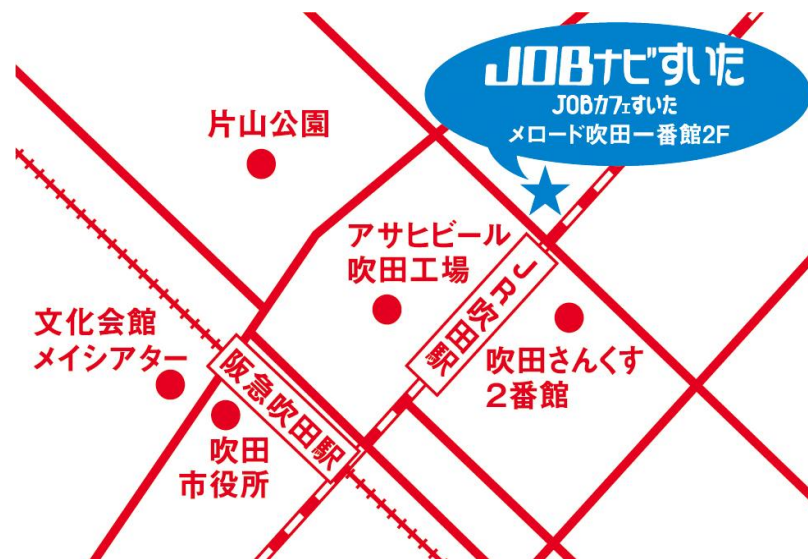 JOBナビすいた
JOBカフェすいた
メロード吹田一番館2F
片山公園
アサヒビール
吹田工場
JR吹田駅
文化会館
メイシアター
阪急吹田駅
吹田さんくす
2番館
吹田
市役所